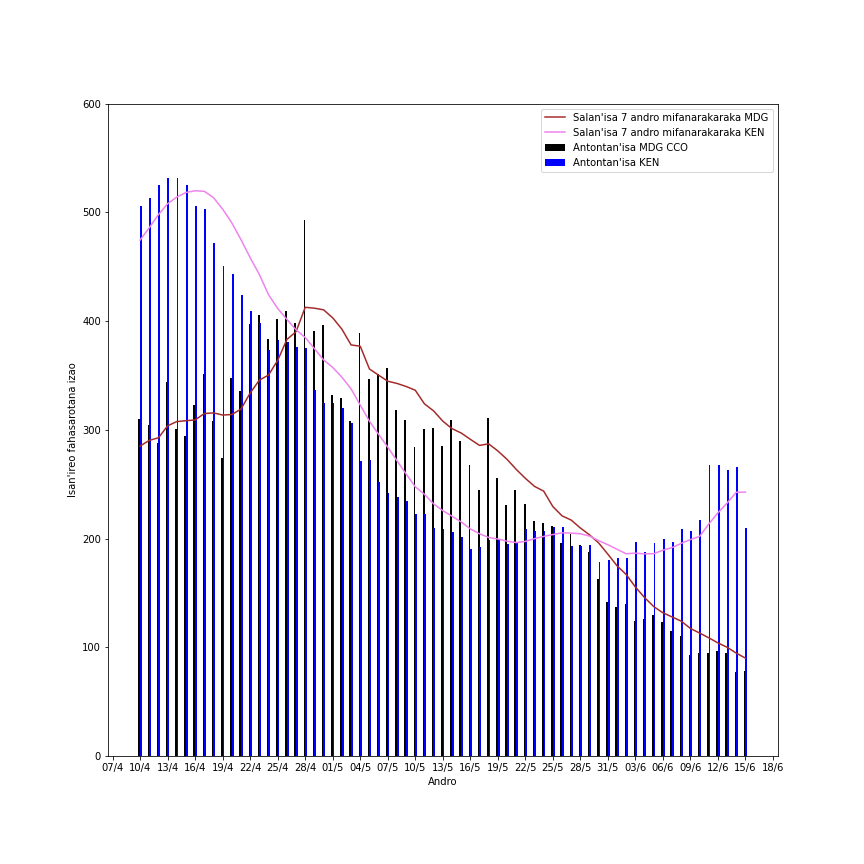 600
500
400
300
200
100
0
Isan'ireo fahasarotana izao
Salan'isa 7 andro mifanarakaraka MDG
Salan'isa 7 andro mifanarakaraka KEN
Antontan'isa MDG CCO
Antontan'isa KEN
07/4 10/4 13/4 16/4 19/4 22/4 25/4 28/4 01/5 04/5 07/5 10/5 13/5 16/5 19/5 22/5 25/5 28/5 31/5 03/6 06/6 09/6 12/6 15/6 18/6
Andro